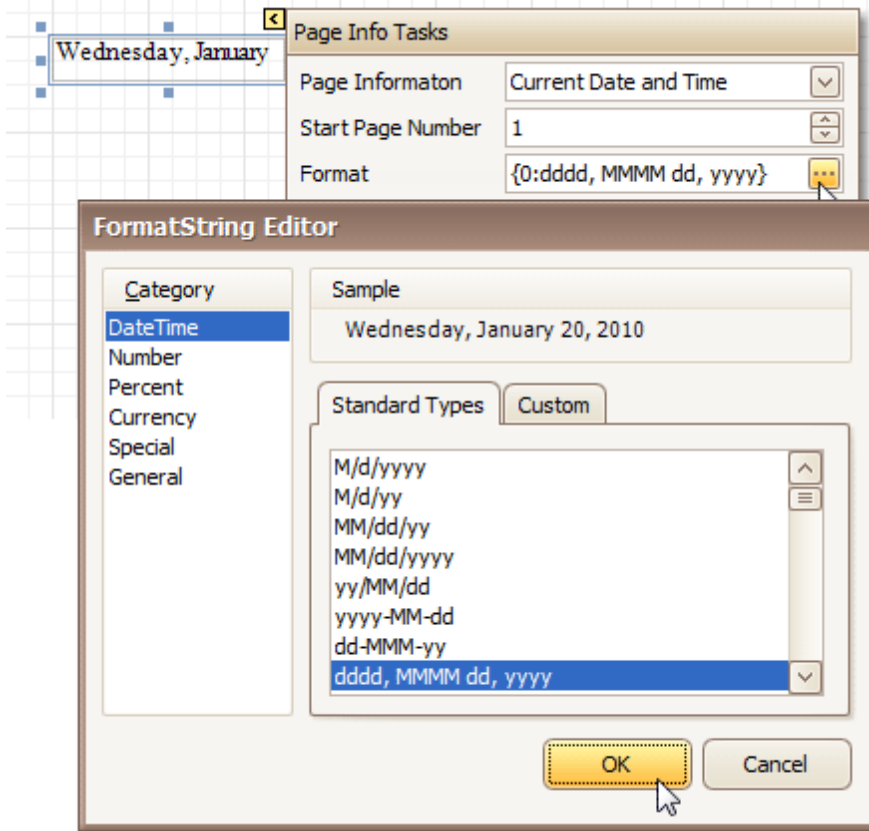 Wednesday, January
Page Info Tasks
Page Informaton
Current Date and Time
Start Page Number
1
Format
{0:dddd, MMMM dd, yyyy}
FormatString Editor
Category
DateTime
Number
Percent
Currency
Special
General
Sample
Wednesday, January 20, 2010
Standard Types
Custom
M/d/yyyy
M/d/yy
MM/dd/yy
MM/dd/yyyy
yy/MM/dd
yyyy-MM-dd
dd-MMM-yy
dddd, MMMM dd, yyyy
OK
Cancel